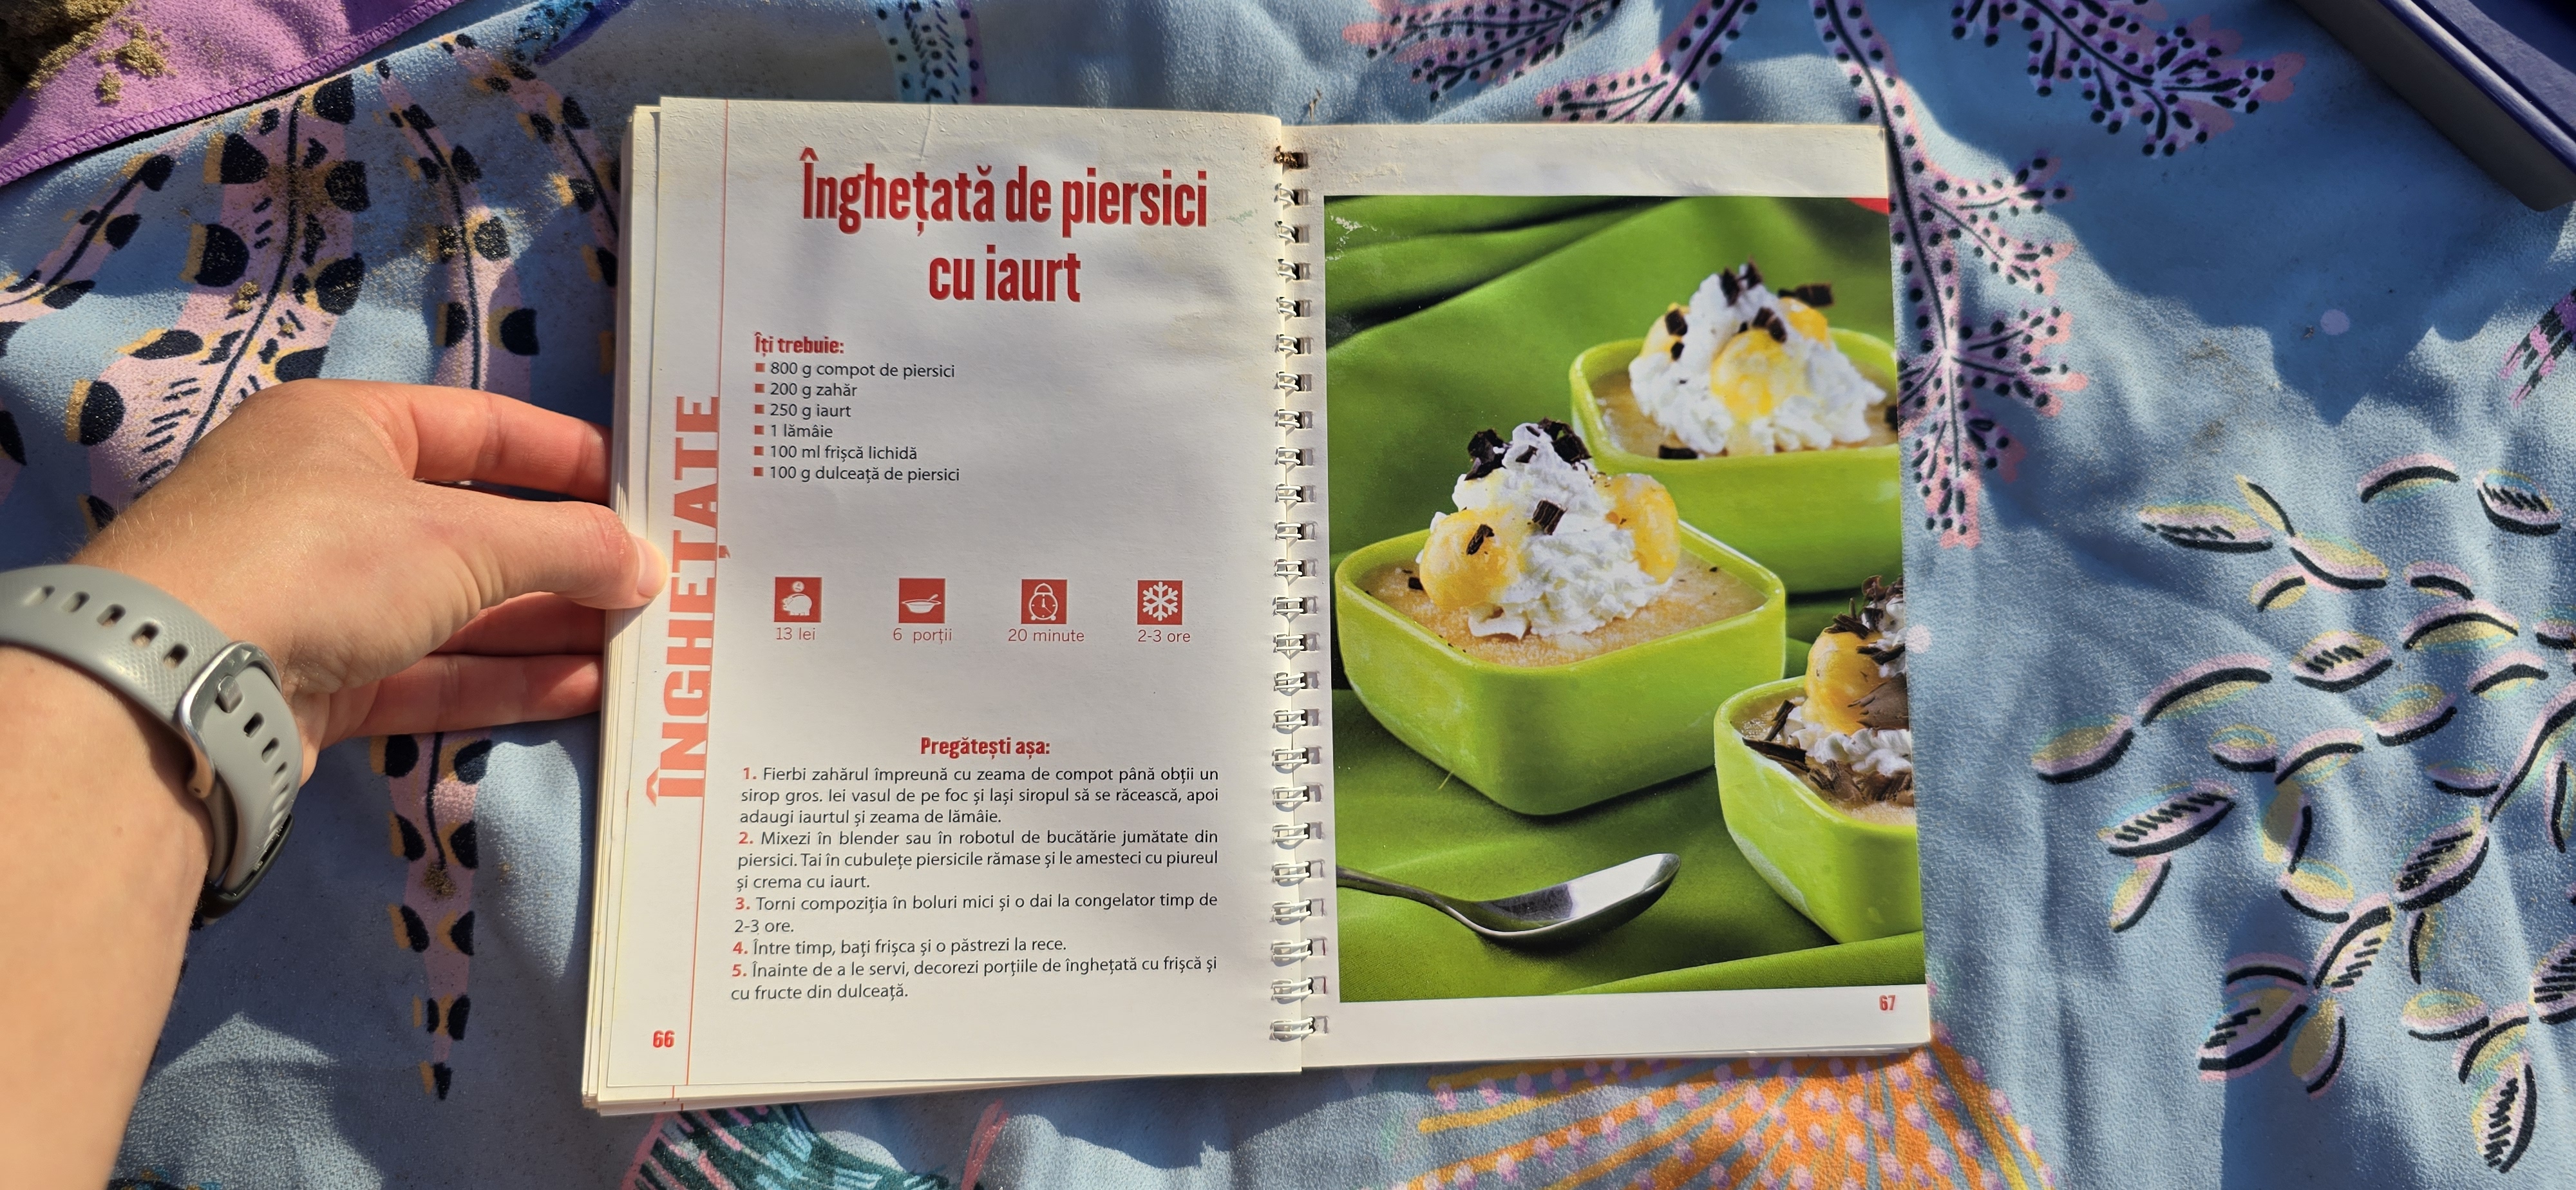 Înghețată de piersici
cu iaurt
Îți trebuie:
■ 800 g compot de piersici
■ 200 g zahăr
■ 250 g iaurt
■ 1 lămâie
■ 100 ml frișcă lichidă
■ 100 g dulceață de piersici
13 lei
6 porții
20 minute
2-3 ore
Pregătești așa:
1. Fierbi zahărul împreună cu zeama de compot până obții un
sirop gros. Iei vasul de pe foc și lași siropul să se răcească, apoi
adaugi iaurtul și zeama de lămâie.
2. Mixezi în blender sau în robotul de bucătărie jumătate din
piersici. Tai în cubulețe piersicile rămase și le amesteci cu piureul
și crema cu iaurt.
3. Torni compoziția în boluri mici și o dai la congelator timp de
2-3 ore.
4. Între timp, bați frișca și o păstrezi la rece.
5. Înainte de a le servi, decorezi porțiile de înghețată cu frișcă și
cu fructe din dulceață.
ÎNGHEȚATE
66
67